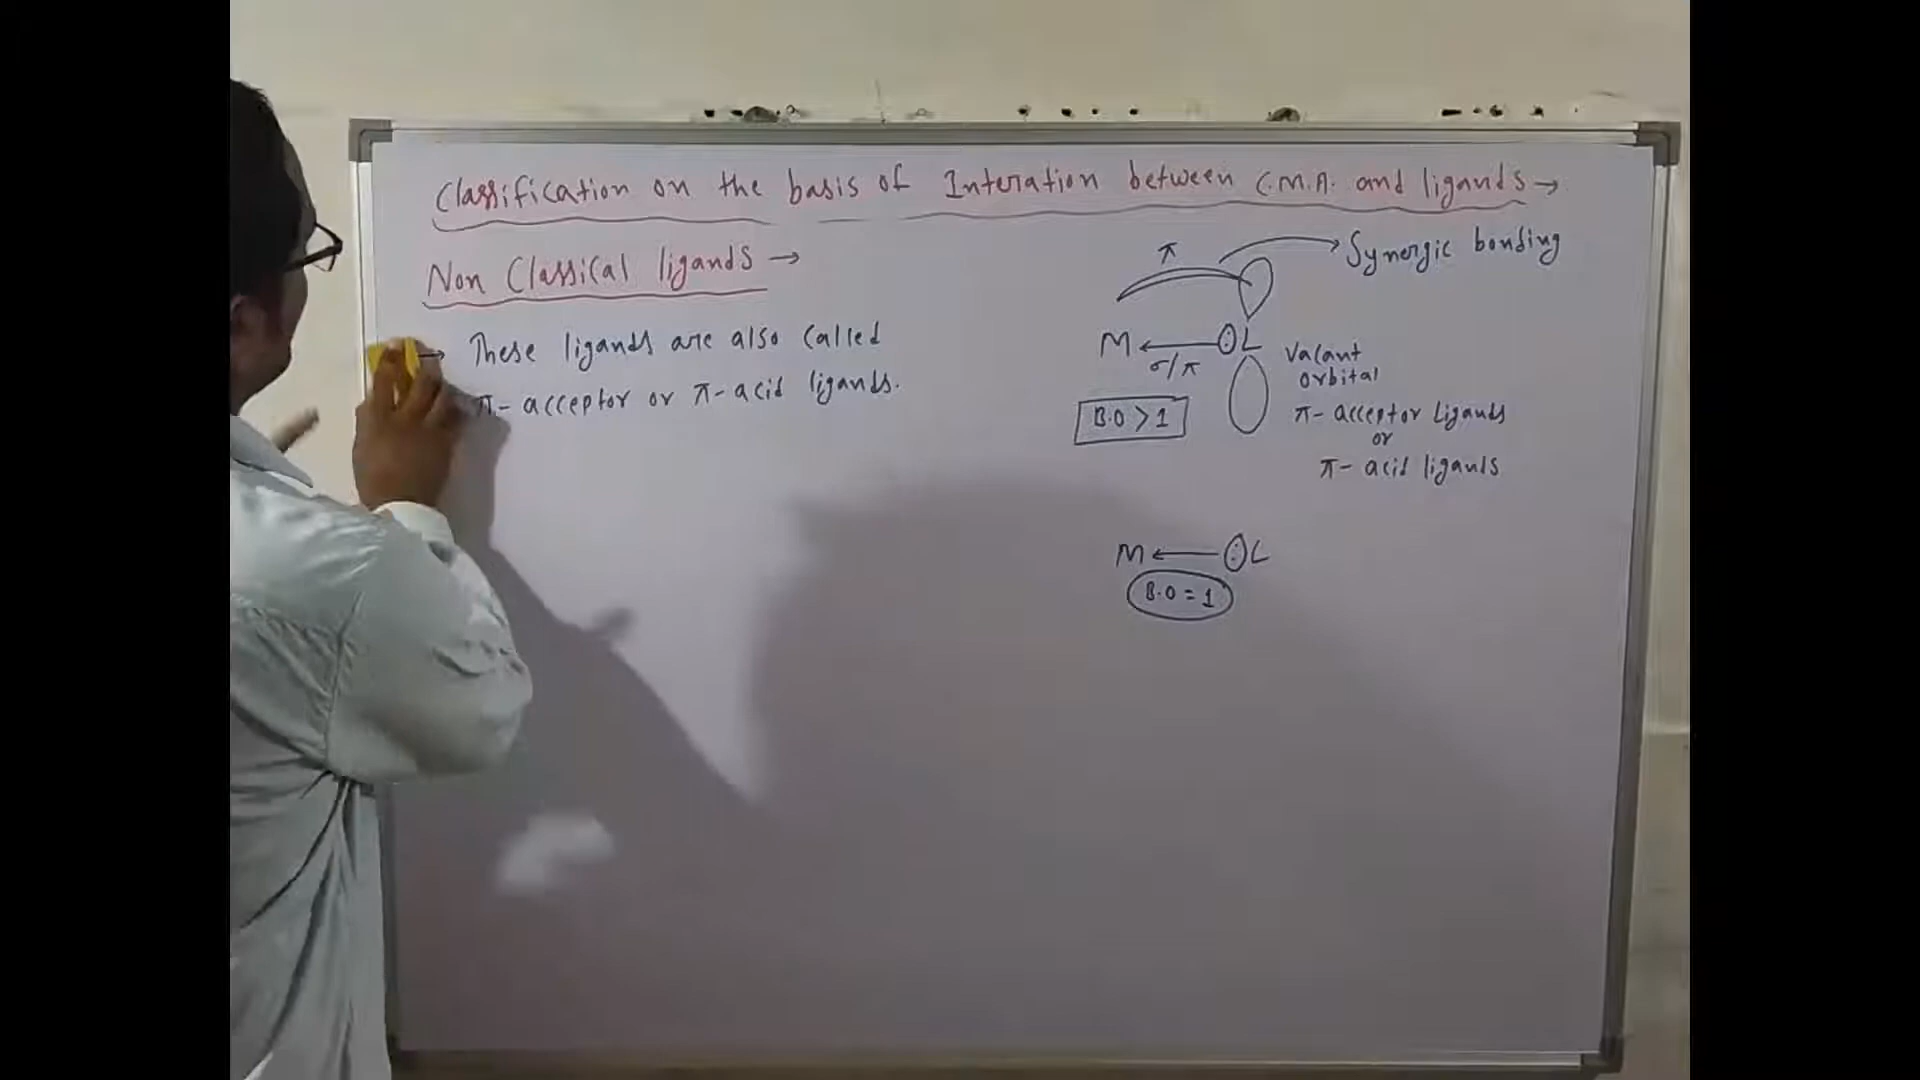 Classification on the basis of Interation between C.M.A. and ligands →
Non Classical ligands →
→ These ligands are also called
π- acceptor or π- acid ligands.
π
→ Synergic bonding
M ← : L
σ/π
Vacant
orbital
B.O > 1
π- acceptor ligands
or
π- acid ligands
M ← : L
B.O = 1